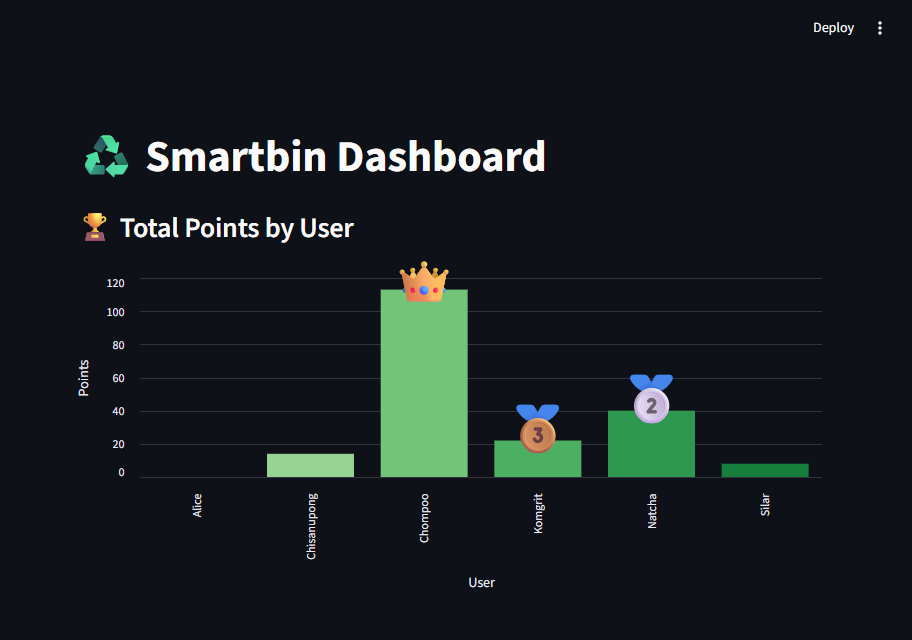 Deploy
Smartbin Dashboard
Total Points by User
120
100
80
60
40
20
0
Points
3
2
Alice
Chisanupong
Chompoo
Komgrit
Natcha
Silar
User